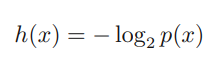 h(x) = − log₂ p(x)